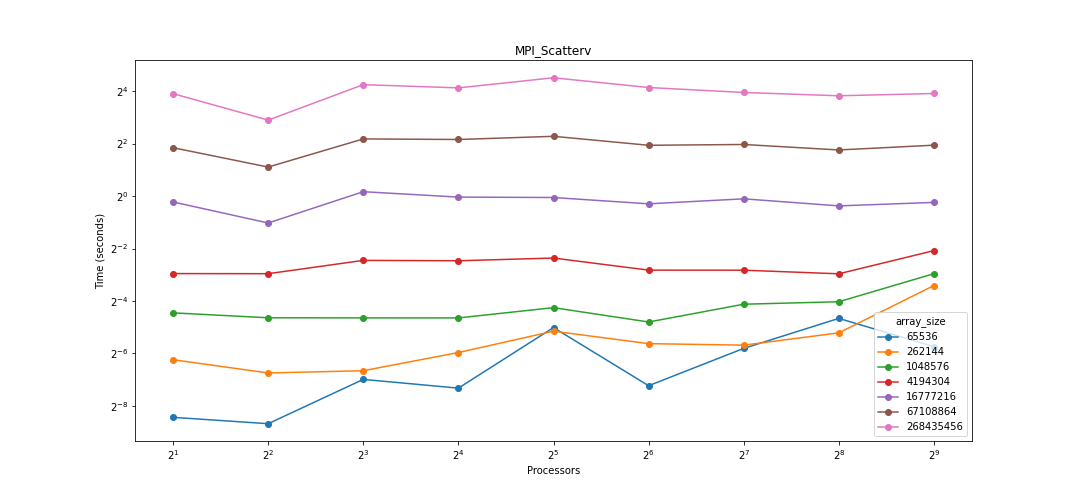 MPI_Scatterv
Time (seconds)
2^4
2^2
2^0
2^-2
2^-4
2^-6
2^-8
array_size
65536
262144
1048576
4194304
16777216
67108864
268435456
2^1 2^2 2^3 2^4 2^5 2^6 2^7 2^8 2^9
Processors